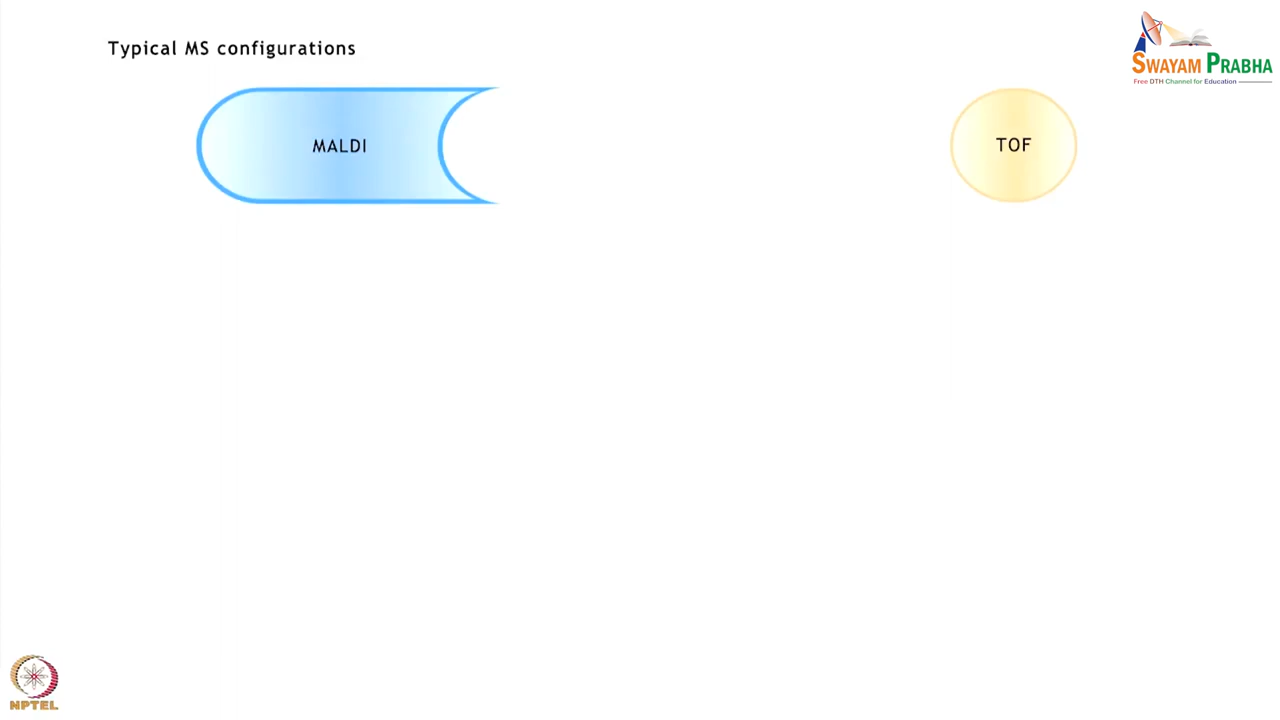 Typical MS configurations
SWAYAM PRABHA
Free DTH Channel for Education
MALDI
TOF
NPTEL